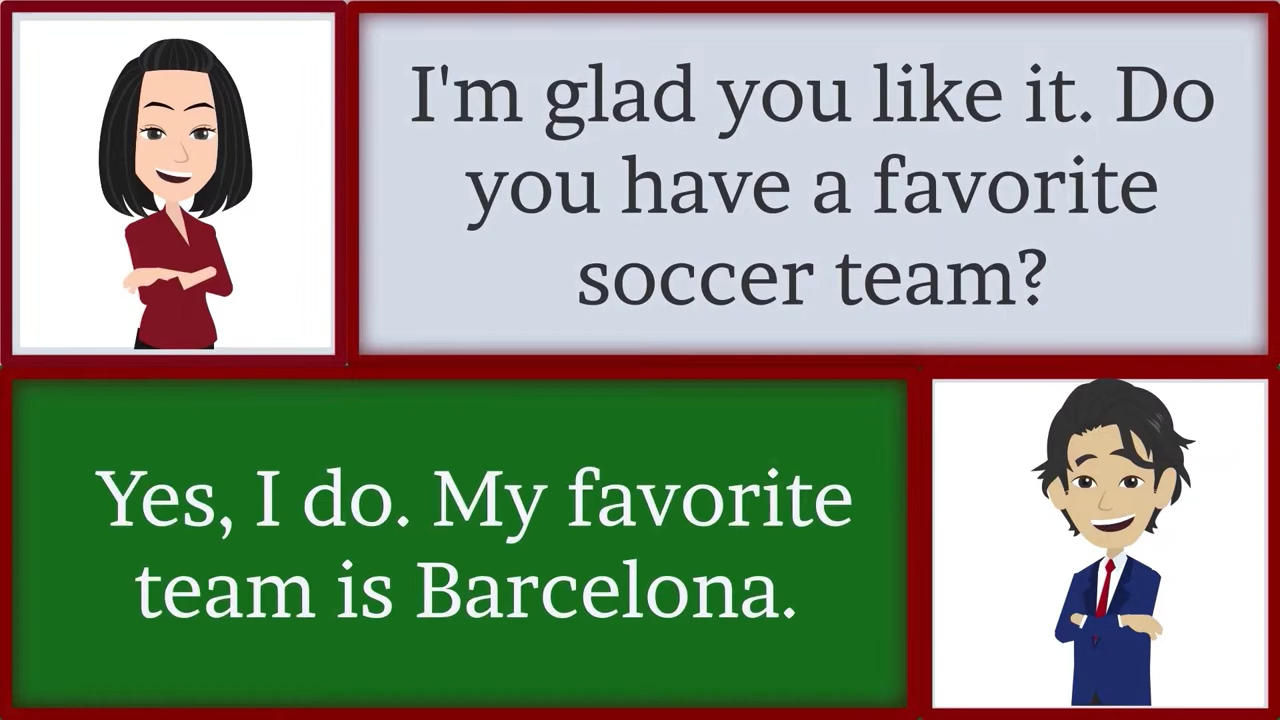 I'm glad you like it. Do
you have a favorite
soccer team?
Yes, I do. My favorite
team is Barcelona.